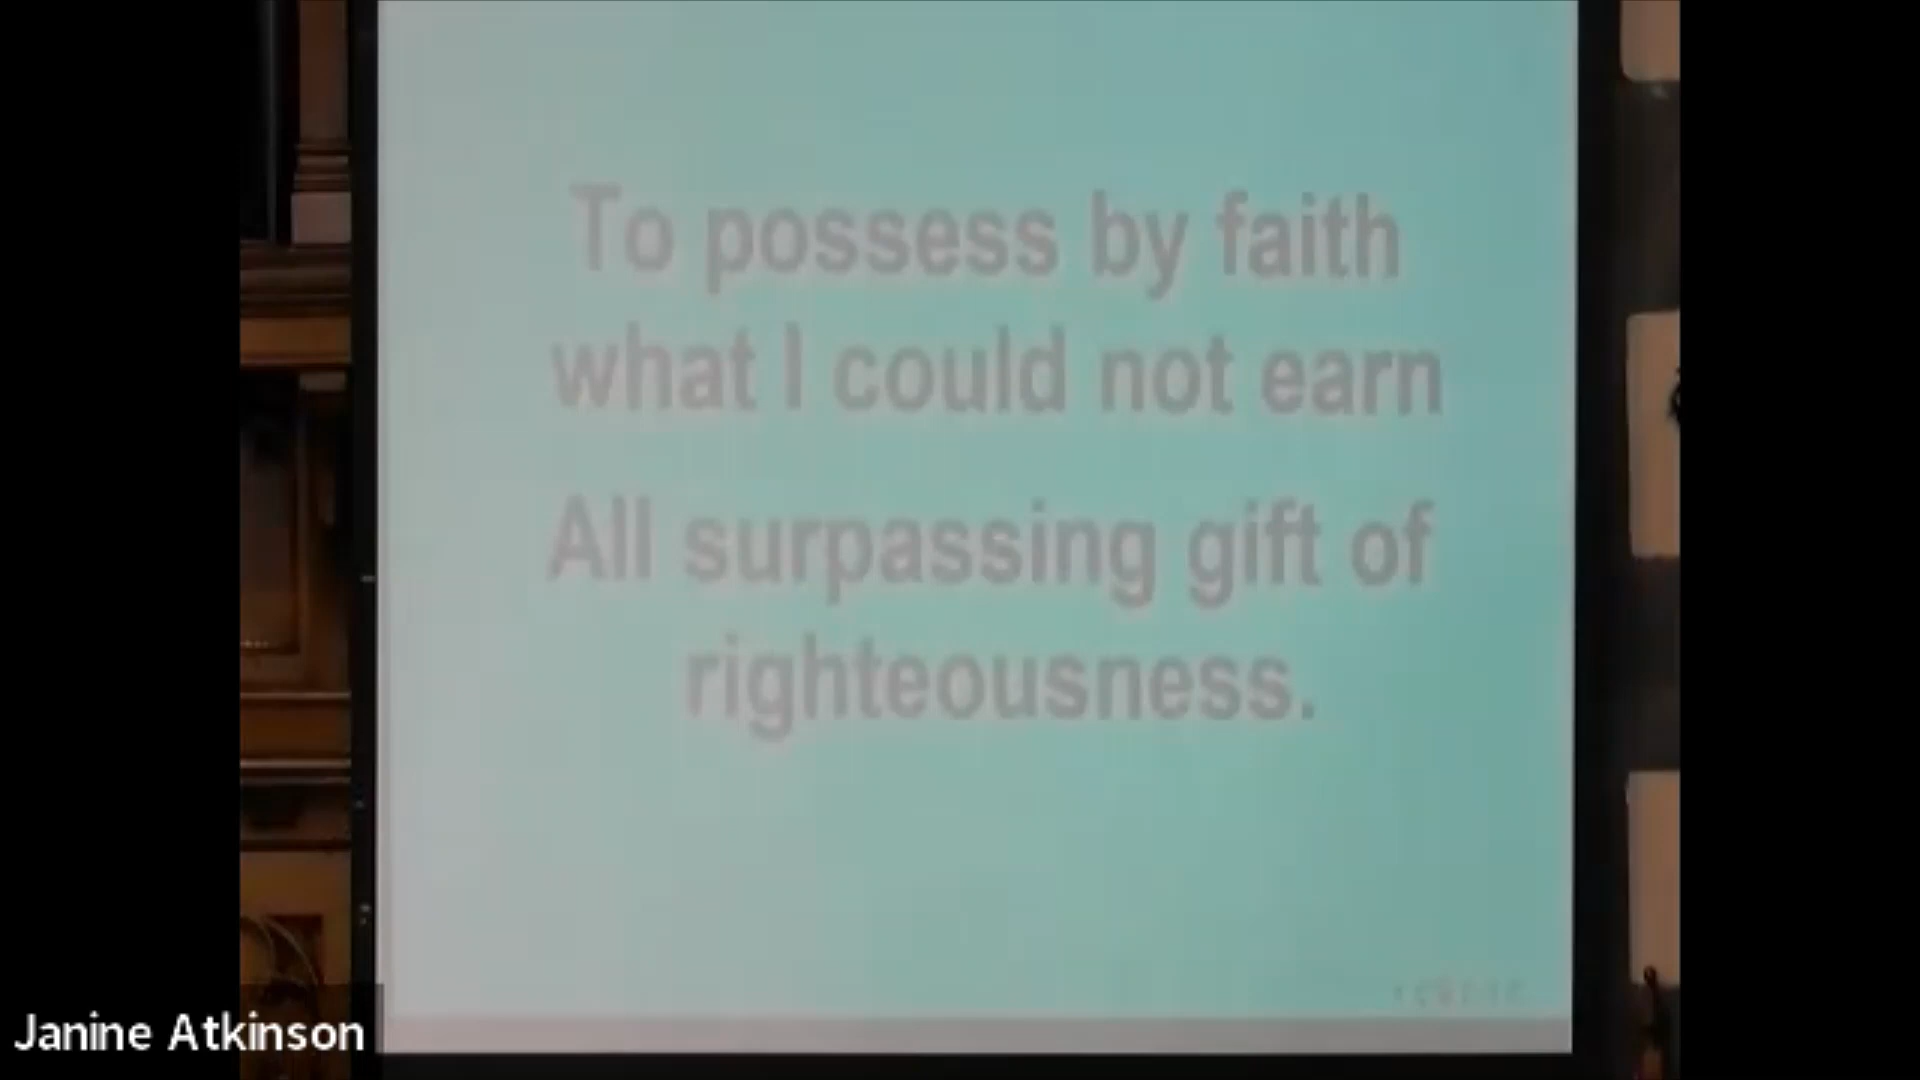 To possess by faith
what I could not earn
All surpassing gift of
righteousness.
Janine Atkinson